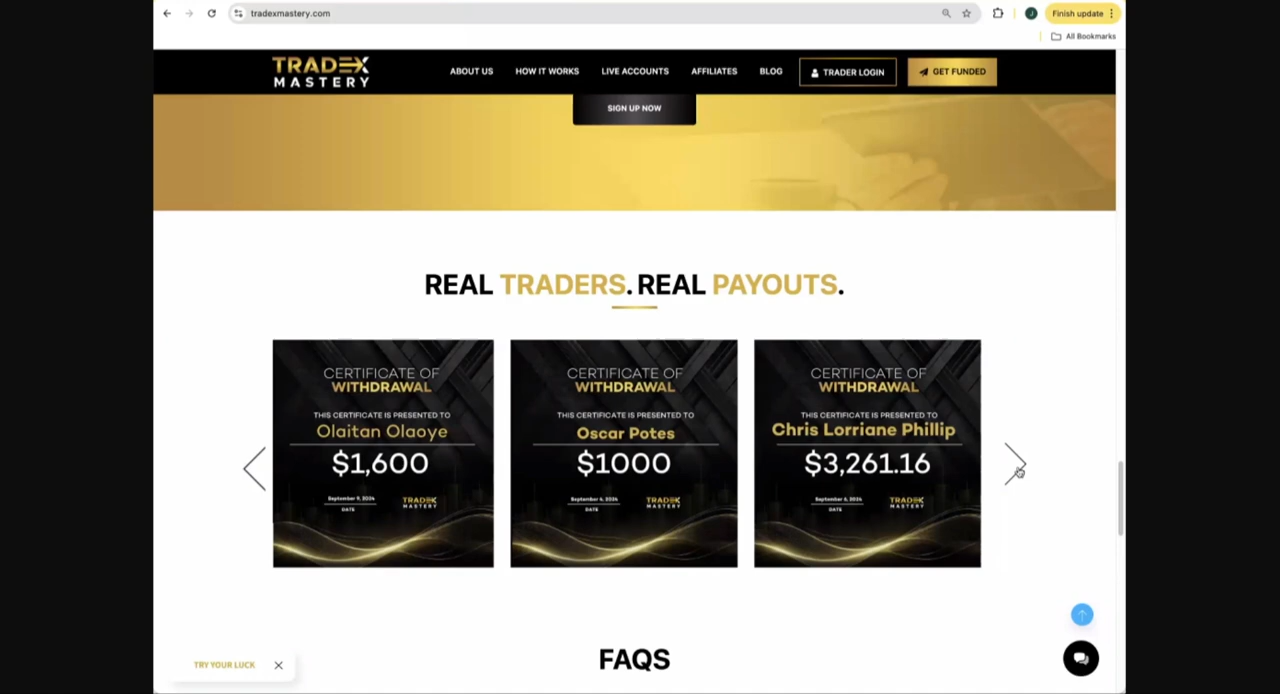 tradexmastery.com
Finish update
All Bookmarks
TRADEX
MASTERY
ABOUT US
HOW IT WORKS
LIVE ACCOUNTS
AFFILIATES
BLOG
TRADER LOGIN
GET FUNDED
SIGN UP NOW
REAL TRADERS. REAL PAYOUTS.
CERTIFICATE OF
WITHDRAWAL
THIS CERTIFICATE IS PRESENTED TO
Olaitan Olaoye
$1,600
September 9, 2024
DATE
TRADEX
MASTERY
CERTIFICATE OF
WITHDRAWAL
THIS CERTIFICATE IS PRESENTED TO
Oscar Potes
$1000
September 6, 2024
DATE
TRADEX
MASTERY
CERTIFICATE OF
WITHDRAWAL
THIS CERTIFICATE IS PRESENTED TO
Chris Lorriane Phillip
$3,261.16
September 6, 2024
DATE
TRADEX
MASTERY
TRY YOUR LUCK
FAQS